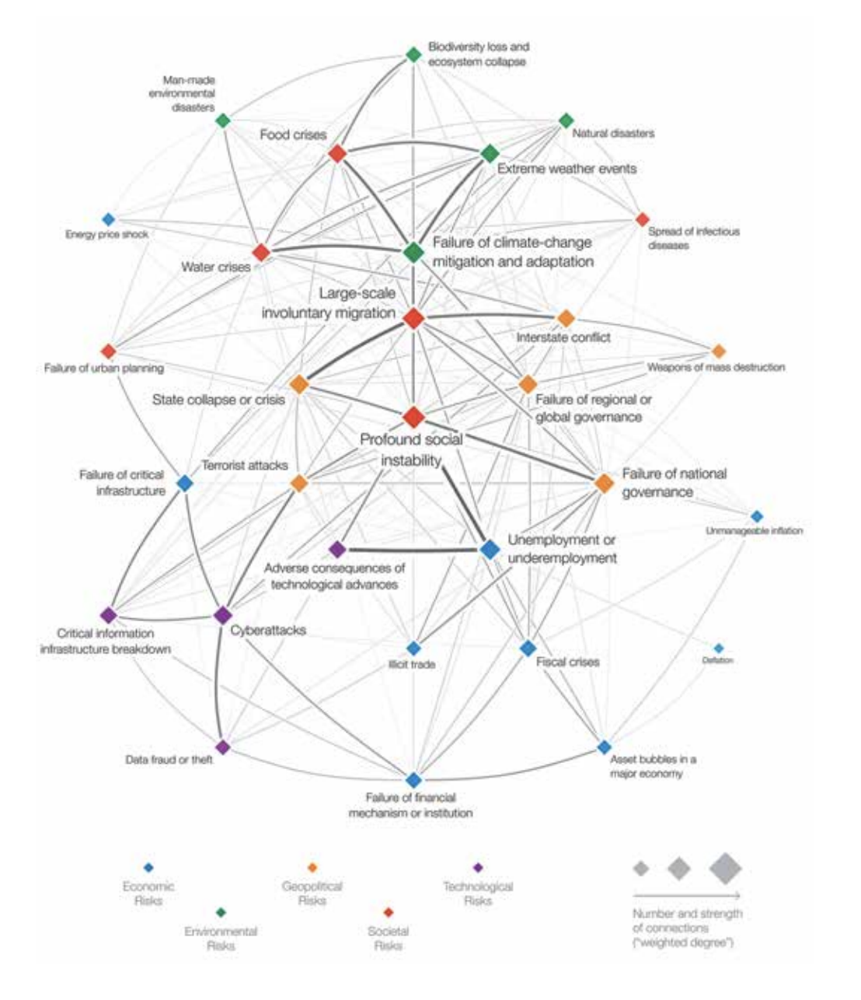 Biodiversity loss and
ecosystem collapse
Man-made
environmental
disasters
Food crises
Natural disasters
Extreme weather events
Energy price shock
Spread of infectious
diseases
Failure of climate-change
mitigation and adaptation
Water crises
Large-scale
involuntary migration
Interstate conflict
Failure of urban planning
Weapons of mass destruction
State collapse or crisis
Failure of regional or
global governance
Profound social
instability
Terrorist attacks
Failure of critical
infrastructure
Failure of national
governance
Unmanageable inflation
Unemployment or
underemployment
Adverse consequences of
technological advances
Critical information
infrastructure breakdown
Cyberattacks
Illicit trade
Fiscal crises
Deflation
Data fraud or theft
Asset bubbles in a
major economy
Failure of financial
mechanism or institution
Economic
Risks
Geopolitical
Risks
Technological
Risks
Environmental
Risks
Societal
Risks
Number and strength
of connections
("weighted degree")